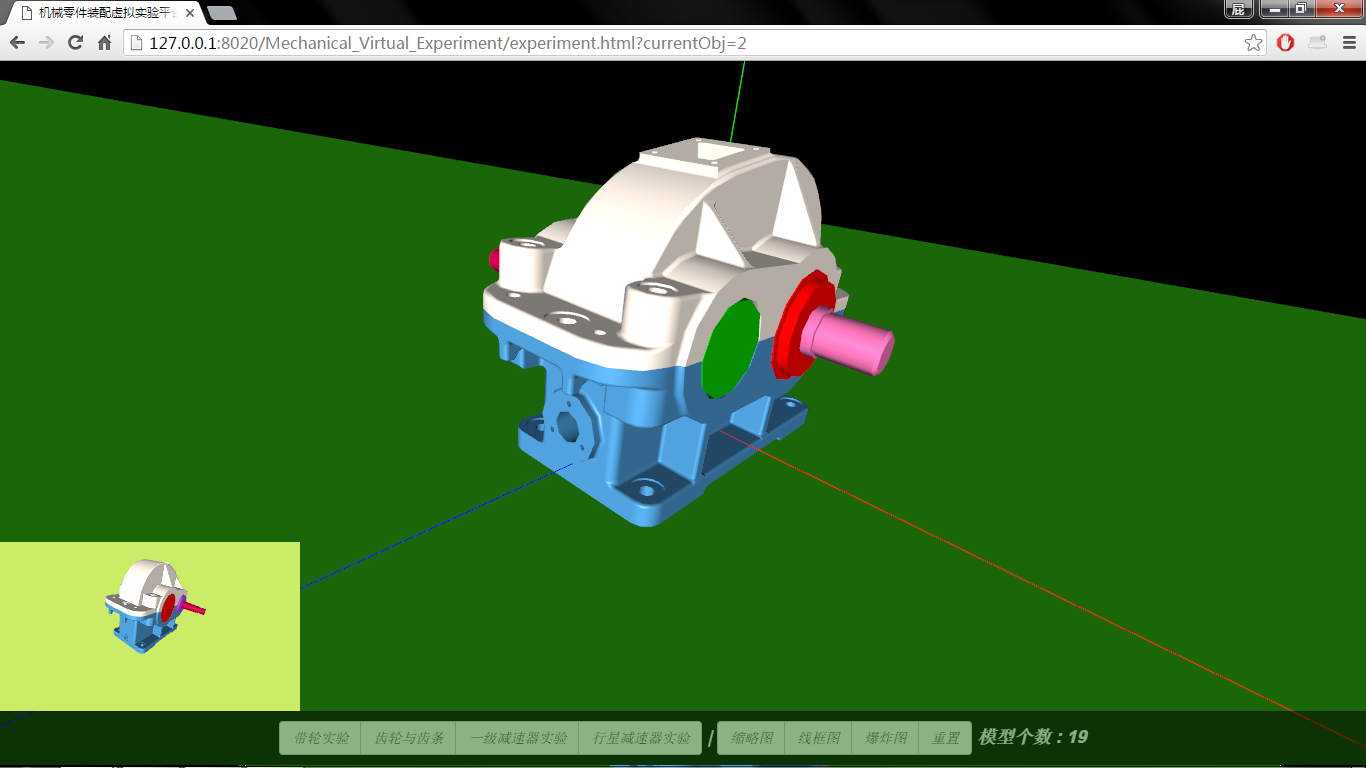 机械零件装配虚拟实验平
屁
127.0.0.1:8020/Mechanical_Virtual_Experiment/experiment.html?currentObj=2
带轮实验 齿轮与齿条 一级减速器实验 行星减速器实验 | 缩略图 线框图 爆炸图 重置 模型个数 : 19